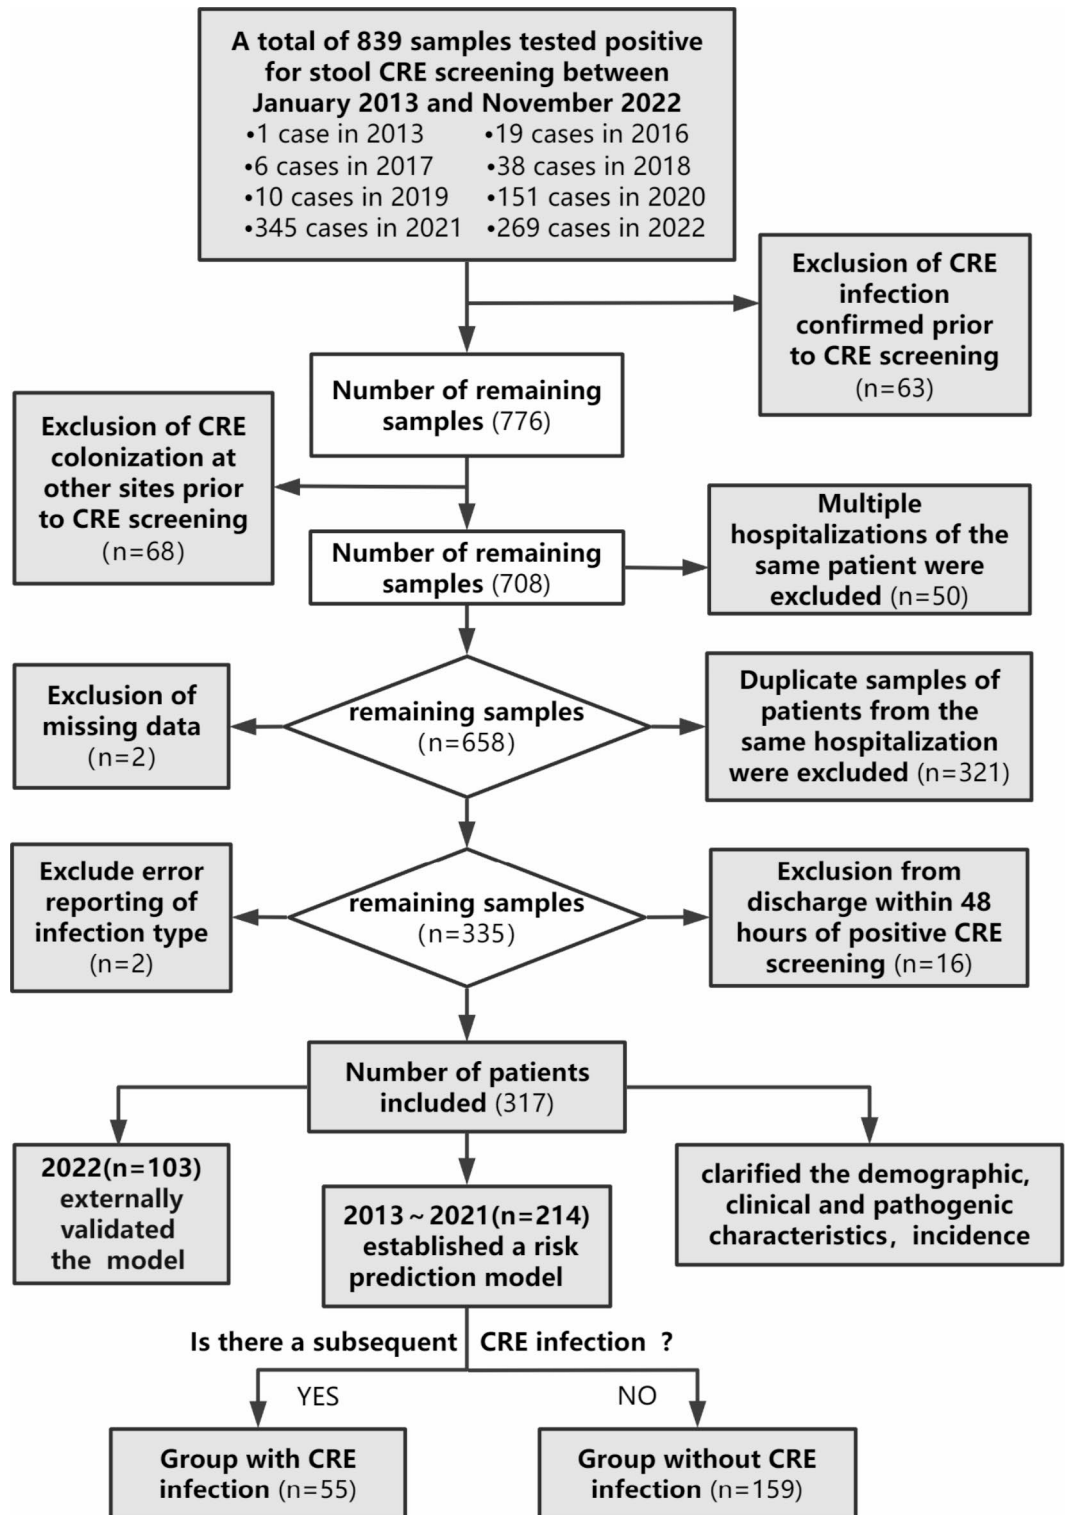 A total of 839 samples tested positive
for stool CRE screening between
January 2013 and November 2022
•1 case in 2013 •19 cases in 2016
•6 cases in 2017 •38 cases in 2018
•10 cases in 2019 •151 cases in 2020
•345 cases in 2021 •269 cases in 2022
Exclusion of CRE
infection
confirmed prior
to CRE screening
(n=63)
Number of remaining
samples (776)
Exclusion of CRE
colonization at
other sites prior
to CRE screening
(n=68)
Number of remaining
samples (708)
Multiple
hospitalizations of the
same patient were
excluded (n=50)
Exclusion of
missing data
(n=2)
remaining samples
(n=658)
Duplicate samples of
patients from the
same hospitalization
were excluded (n=321)
Exclude error
reporting of
infection type
(n=2)
remaining samples
(n=335)
Exclusion from
discharge within 48
hours of positive CRE
screening (n=16)
Number of patients
included (317)
2022(n=103)
externally
validated
the model
2013~2021(n=214)
established a risk
prediction model
clarified the demographic,
clinical and pathogenic
characteristics, incidence
Is there a subsequent CRE infection ?
YES
NO
Group with CRE
infection (n=55)
Group without CRE
infection (n=159)